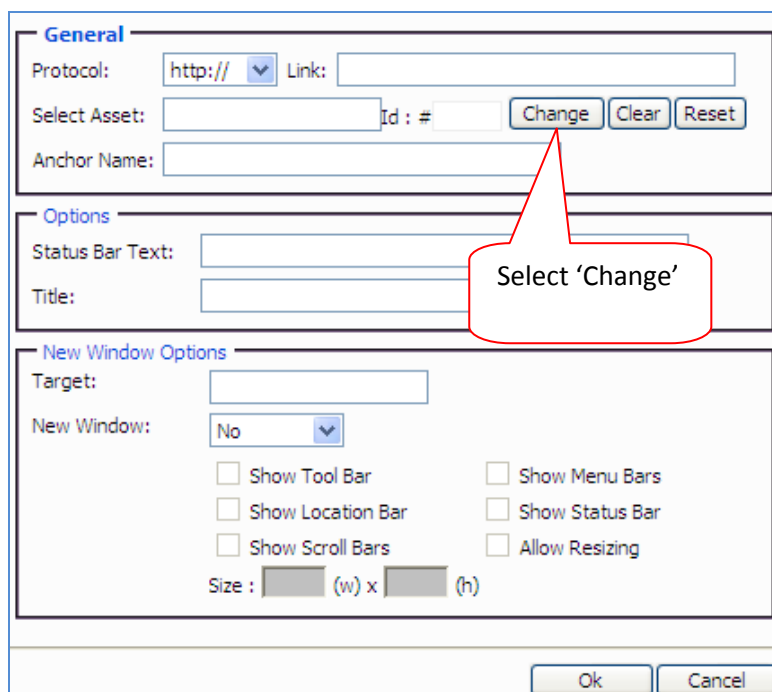 General
Protocol: http:// Link:
Select Asset: Id : # Change Clear Reset
Anchor Name:
Options
Status Bar Text:
Select ‘Change’
Title:
New Window Options
Target:
New Window: No
Show Tool Bar Show Menu Bars
Show Location Bar Show Status Bar
Show Scroll Bars Allow Resizing
Size : (w) x (h)
Ok Cancel